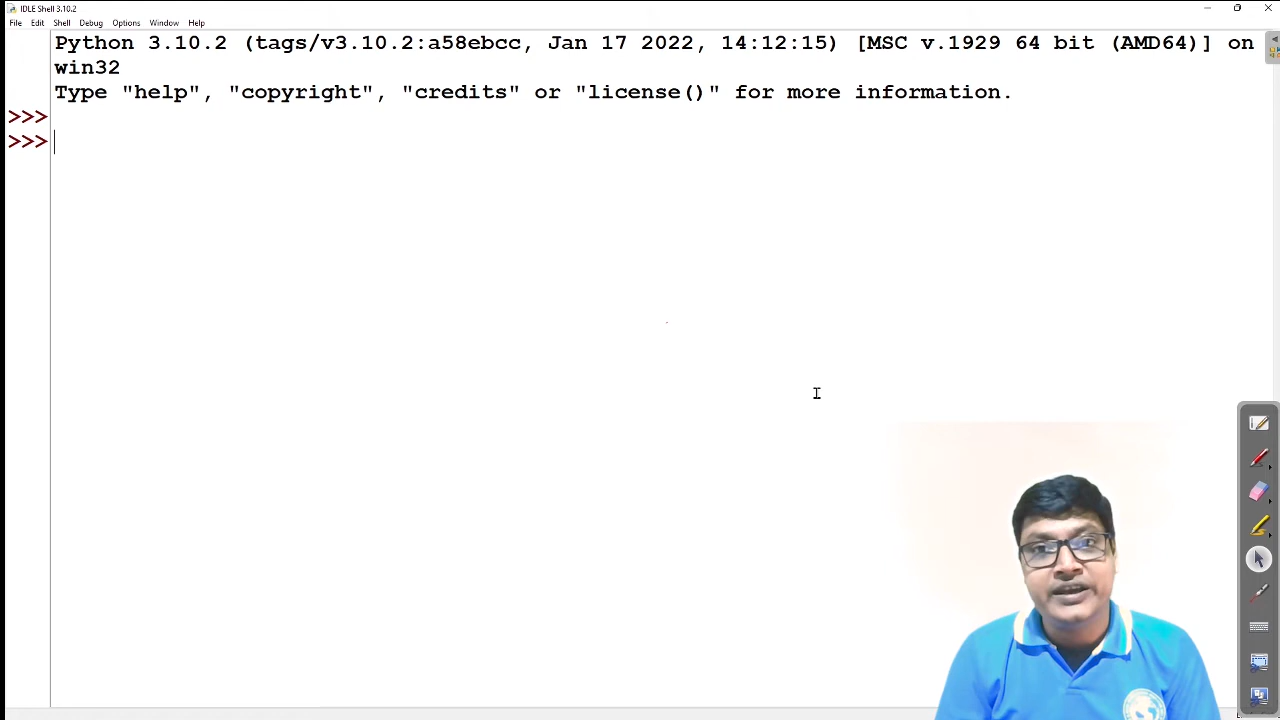 IDLE Shell 3.10.2
File Edit Shell Debug Options Window Help
Python 3.10.2 (tags/v3.10.2:a58ebcc, Jan 17 2022, 14:12:15) [MSC v.1929 64 bit (AMD64)] on
win32
Type "help", "copyright", "credits" or "license()" for more information.
>>>
>>>